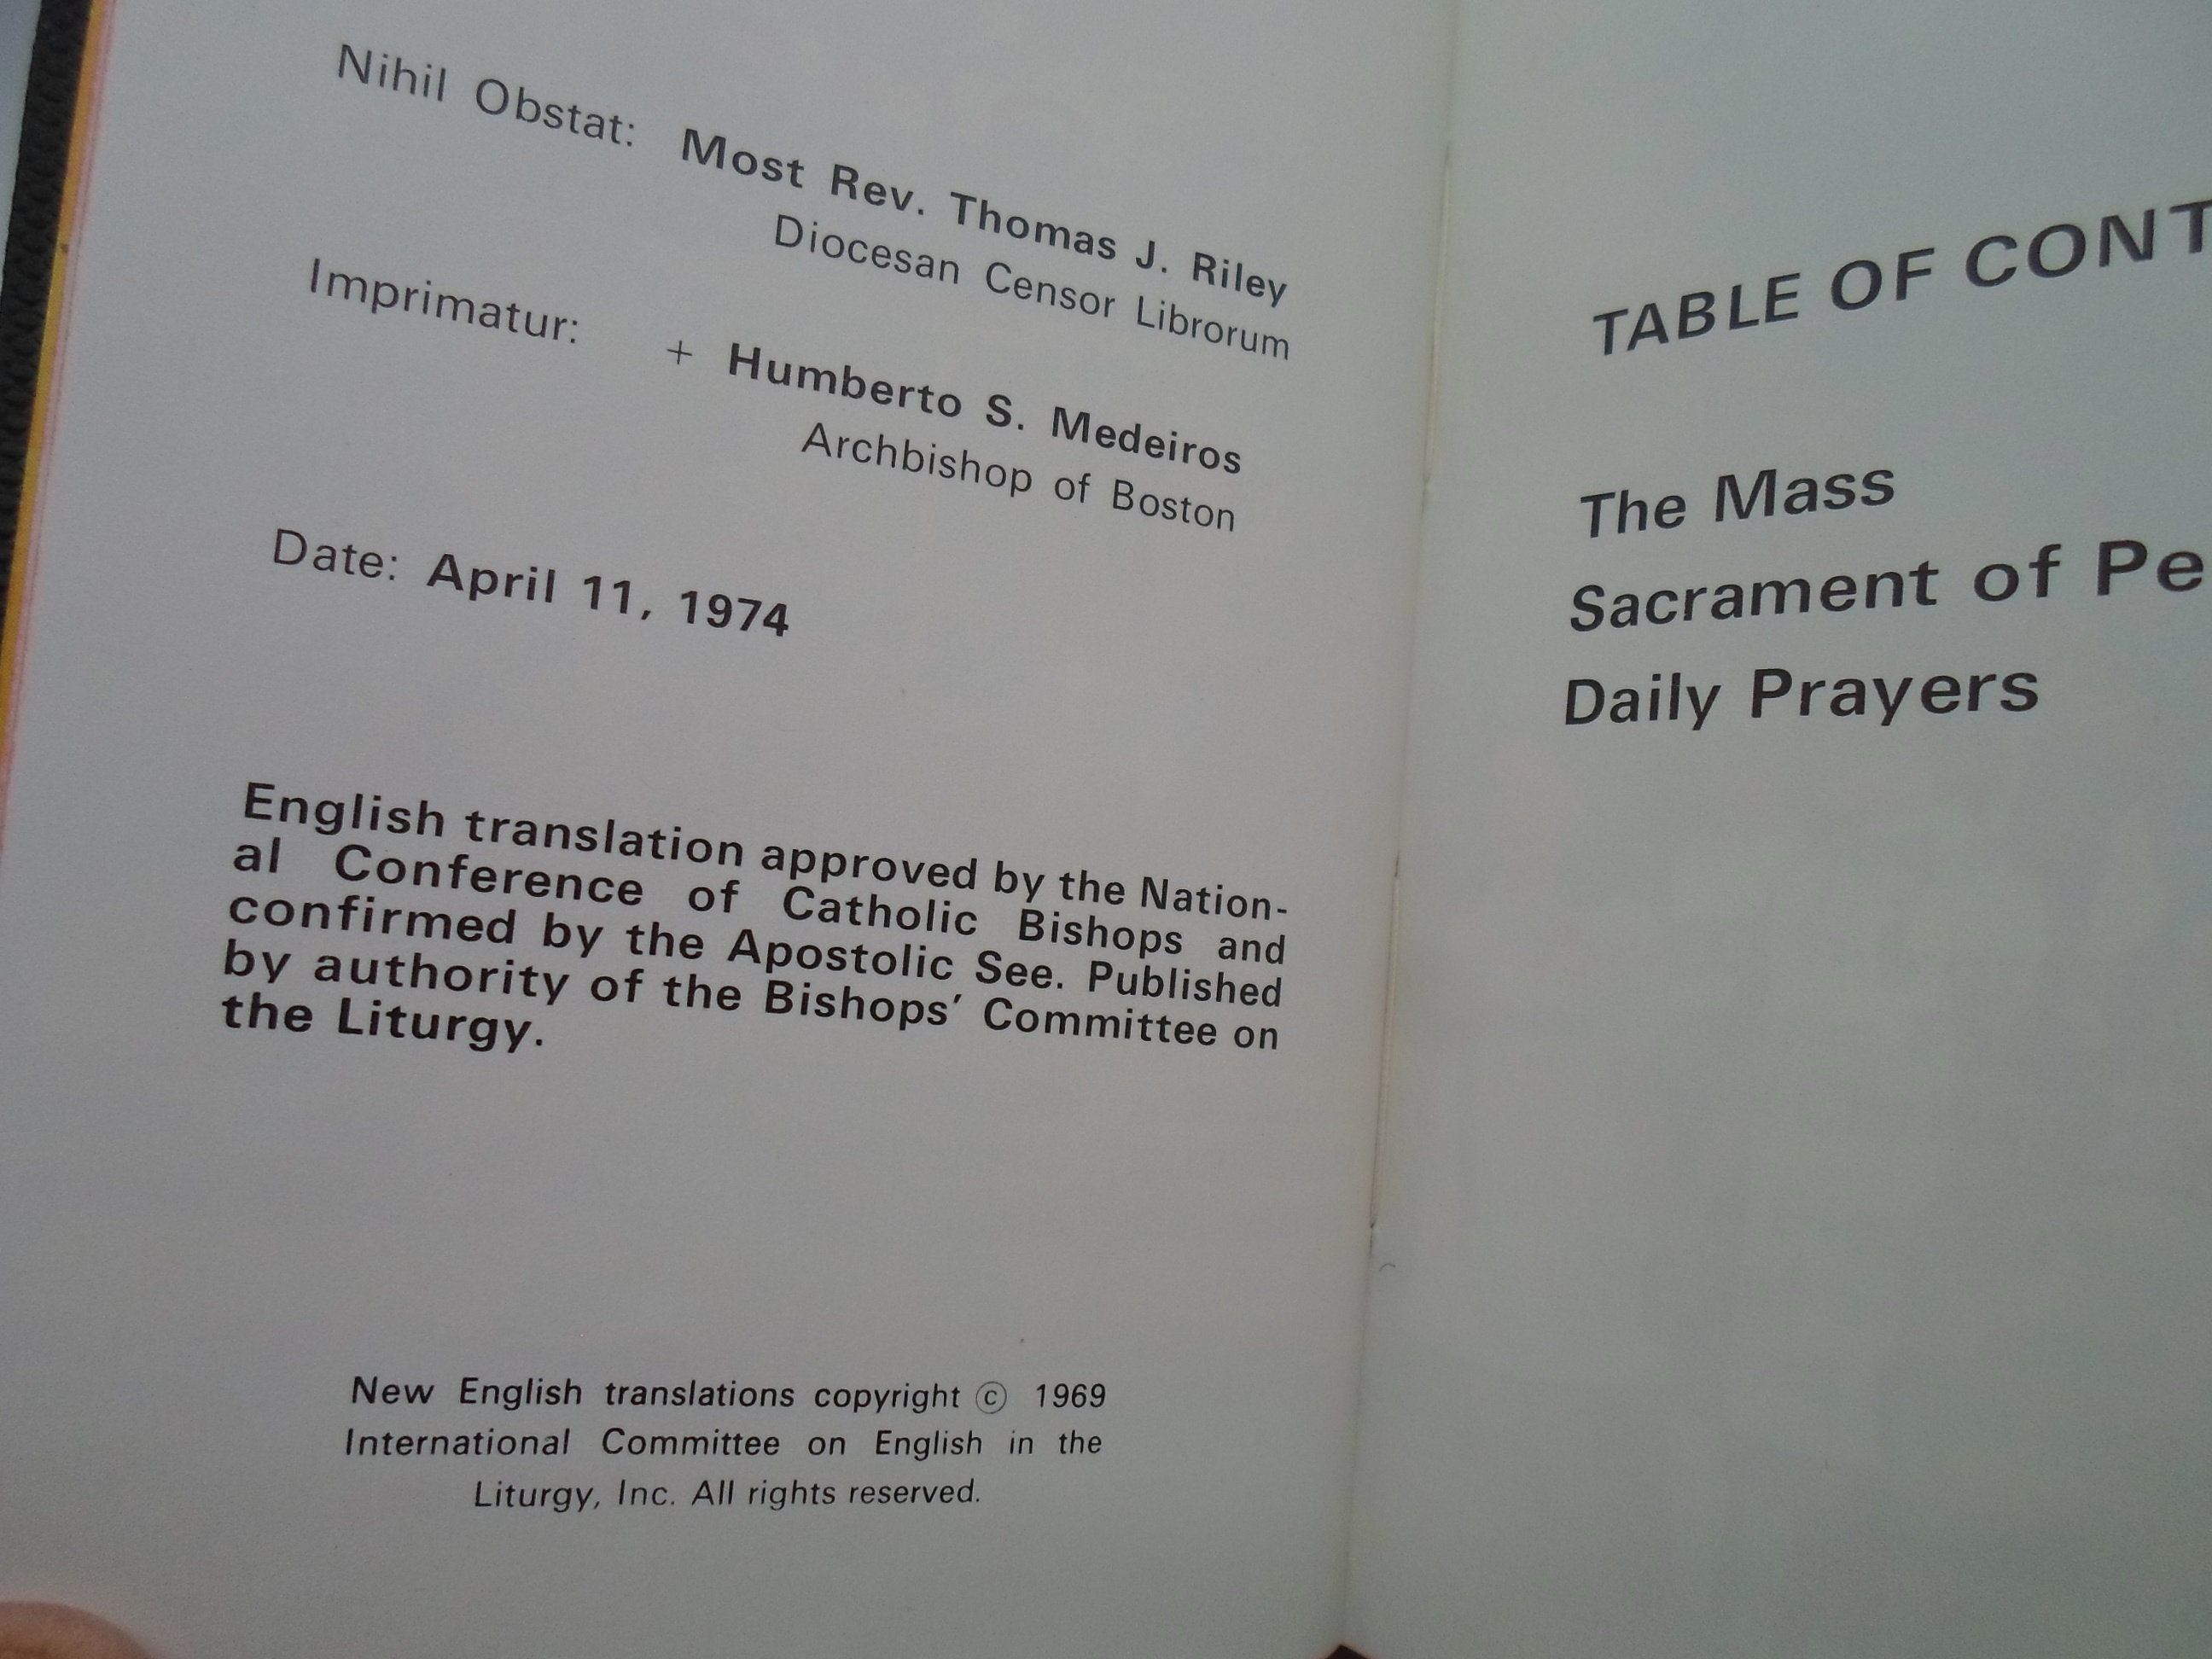 Nihil Obstat: Most Rev. Thomas J. Riley
Diocesan Censor Librorum
Imprimatur: + Humberto S. Medeiros
Archbishop of Boston
Date: April 11, 1974
English translation approved by the Nation-
al Conference of Catholic Bishops and
confirmed by the Apostolic See. Published
by authority of the Bishops' Committee on
the Liturgy.
New English translations copyright © 1969
International Committee on English in the
Liturgy, Inc. All rights reserved.
TABLE OF CONT
The Mass
Sacrament of Pe
Daily Prayers